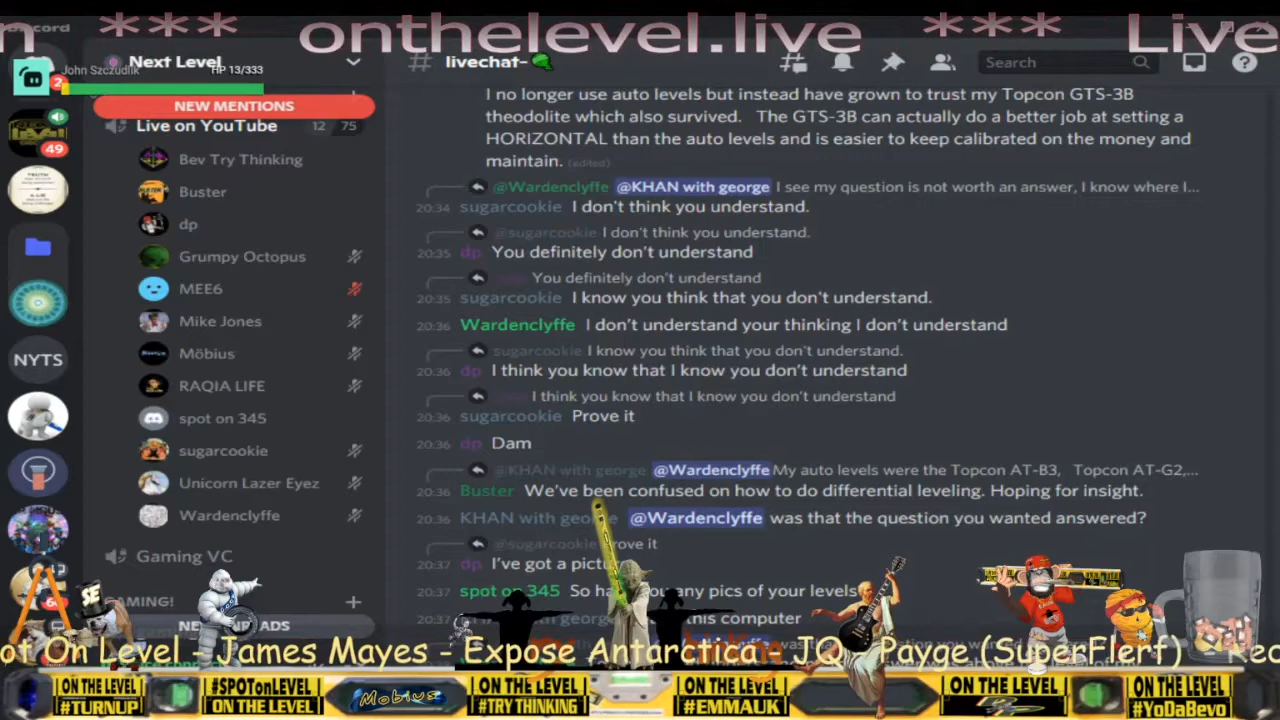 *** onthelevel.live *** Live
Next Level
John Szczudlik
HP 13/333
2
NEW MENTIONS
Live on YouTube 12 75
49
Bev Try Thinking
Buster
dp
Grumpy Octopus
MEE6
Mike Jones
Möbius
NYTS
RAQIA LIFE
spot on 345
sugarcookie
Unicorn Lazer Eyez
Wardenclyffe
Gaming VC
GAMING!
# livechat-
Search
I no longer use auto levels but instead have grown to trust my Topcon GTS-3B
theodolite which also survived. The GTS-3B can actually do a better job at setting a
HORIZONTAL than the auto levels and is easier to keep calibrated on the money and
maintain. (edited)
@Wardenclyffe @KHAN with george I see my question is not worth an answer, I know where I...
20:34 sugarcookie I don't think you understand.
@sugarcookie I don't think you understand.
20:35 dp You definitely don't understand
You definitely don't understand
20:35 sugarcookie I know you think that you don't understand.
20:36 Wardenclyffe I don't understand your thinking I don't understand
sugarcookie I know you think that you don't understand.
20:36 dp I think you know that I know you don't understand
I think you know that I know you don't understand
20:36 sugarcookie Prove it
20:36 dp Dam
@KHAN with george @Wardenclyffe My auto levels were the Topcon AT-B3, Topcon AT-G2,...
20:36 Buster We've been confused on how to do differential leveling. Hoping for insight.
20:36 KHAN with george @Wardenclyffe was that the question you wanted answered?
@sugarcookie Prove it
20:37 dp I've got a pictu
20:37 spot on 345 So ha any pics of your levels
20:37 this computer
ot On Level - James Mayes - Expose Antarctica - JQ - Payge (SuperFlerf) - Rec
ON THE LEVEL
#TURNUP
#SPOTonLEVEL
ON THE LEVEL
Mobius
ON THE LEVEL
#TRY THINKING
ON THE LEVEL
#EMMAUK
ON THE LEVEL
ON THE LEVEL
#YoDaBevo